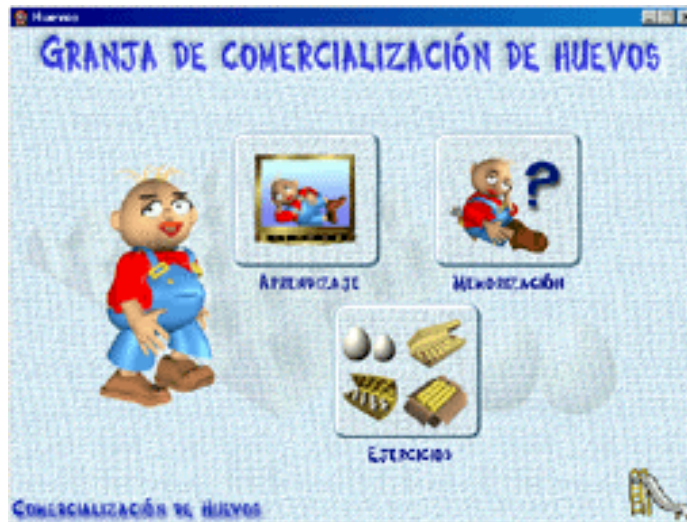 Huevos
GRANJA DE COMERCIALIZACIÓN DE HUEVOS
APRENDIZAJE
MEMORIZACIÓN
EJERCICIOS
COMERCIALIZACIÓN DE HUEVOS